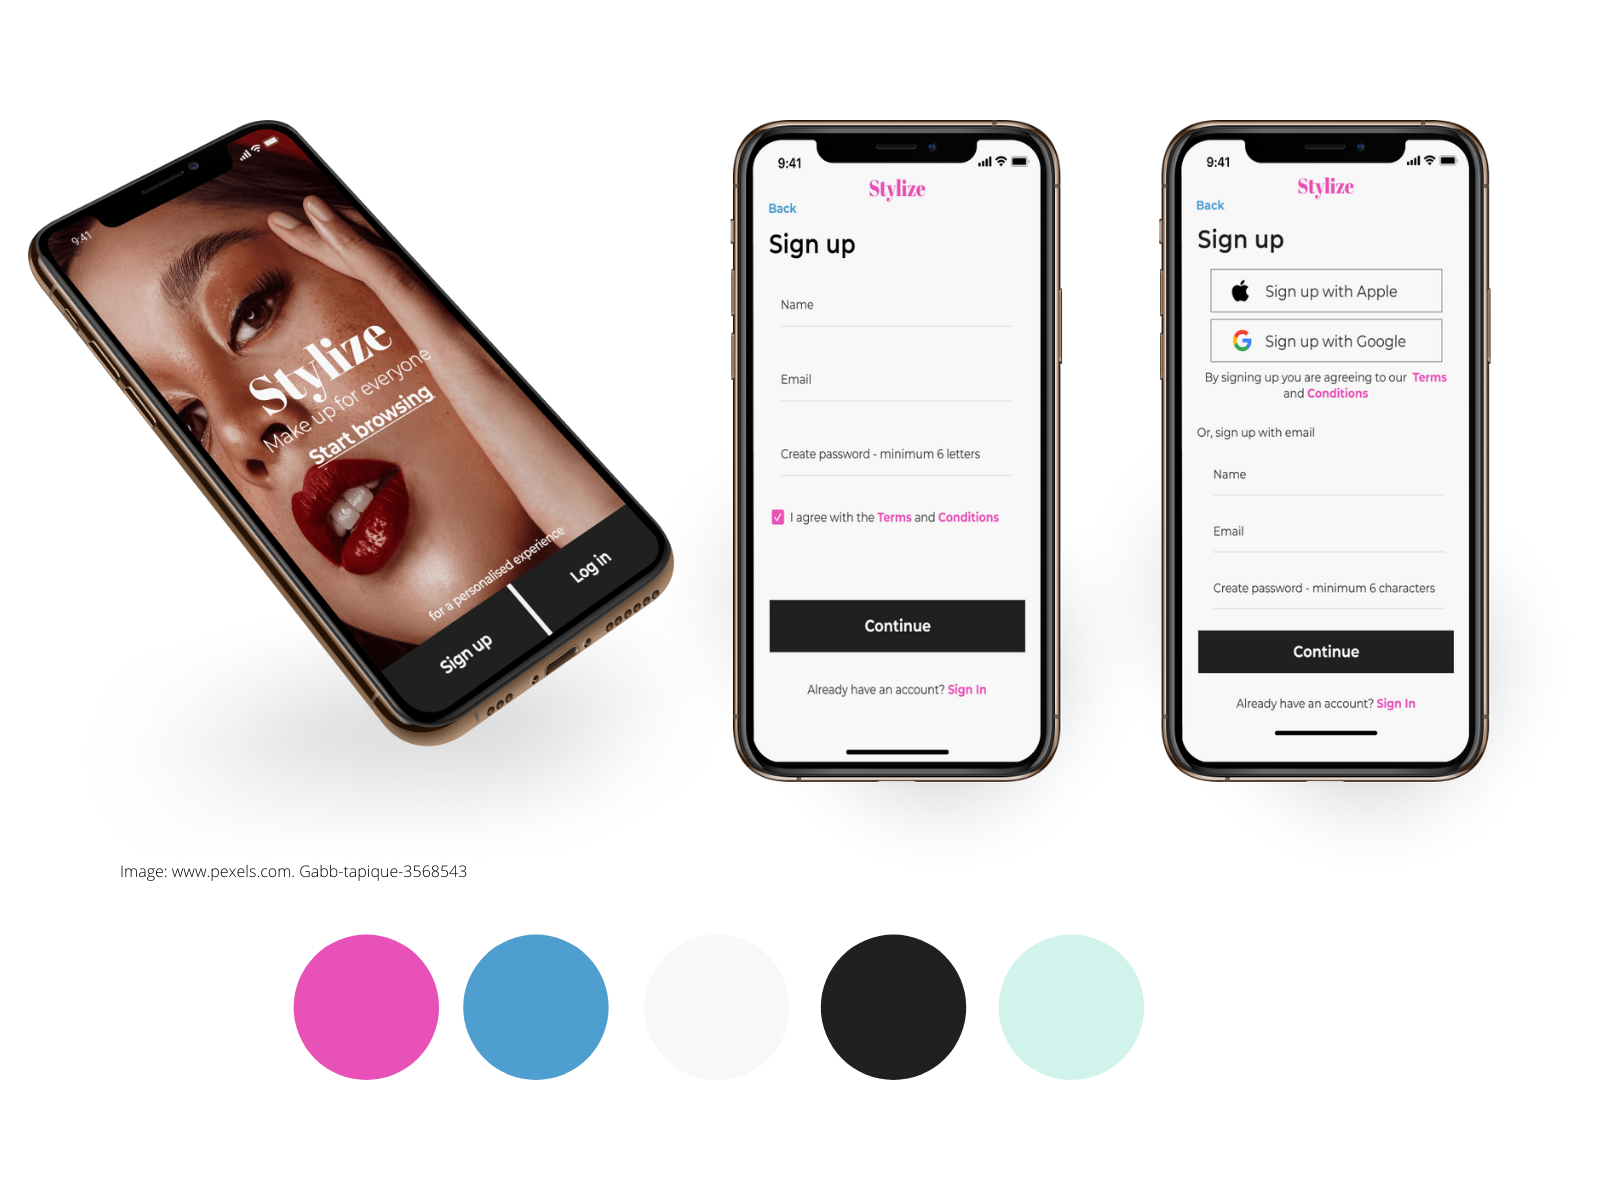 9:41
Stylize
Make up for everyone
Start browsing
for a personalised experience
Sign up
Log in
9:41
Stylize
Back
Sign up
Name
Email
Create password - minimum 6 letters
I agree with the Terms and Conditions
Continue
Already have an account? Sign In
9:41
Stylize
Back
Sign up
Sign up with Apple
Sign up with Google
By signing up you are agreeing to our Terms
and Conditions
Or, sign up with email
Name
Email
Create password - minimum 6 characters
Continue
Already have an account? Sign In
Image: www.pexels.com. Gabb-tapique-3568543